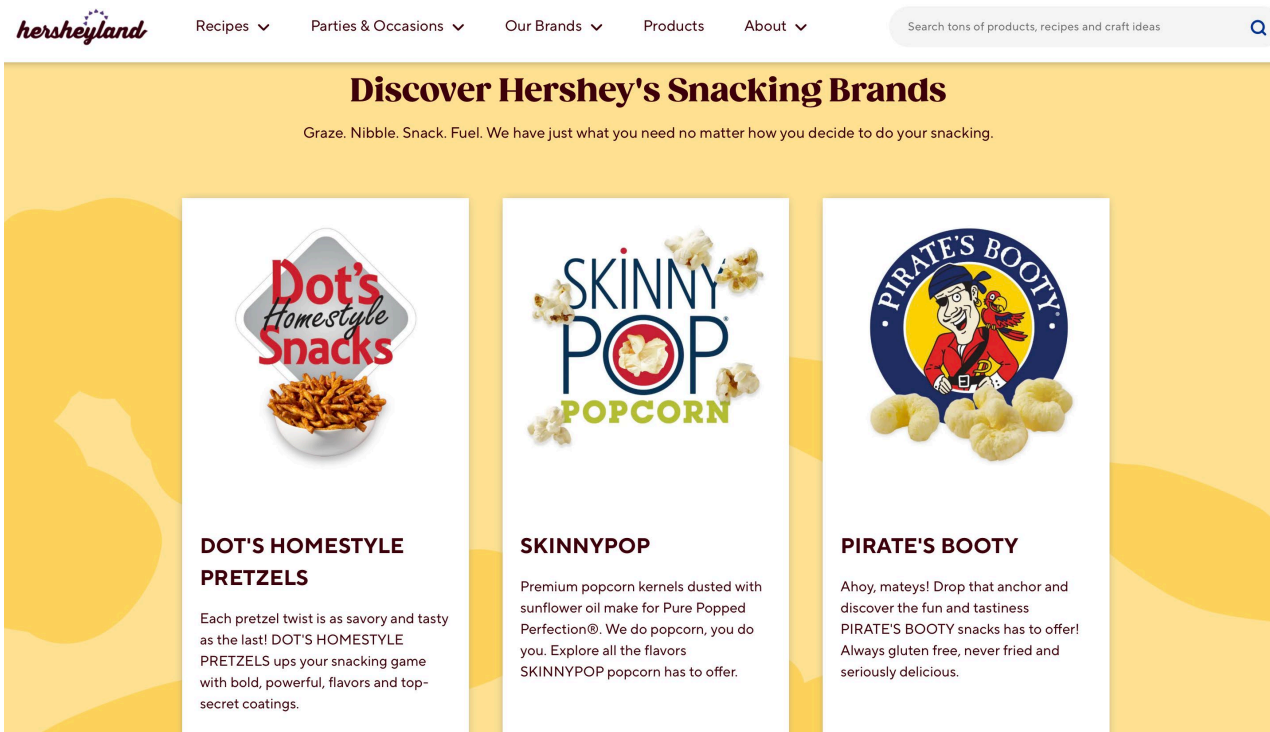 hersheyland
Recipes
Parties & Occasions
Our Brands
Products
About
Search tons of products, recipes and craft ideas
Discover Hershey's Snacking Brands
Graze. Nibble. Snack. Fuel. We have just what you need no matter how you decide to do your snacking.
Dot's
Homestyle
Snacks
DOT'S HOMESTYLE
PRETZELS
Each pretzel twist is as savory and tasty
as the last! DOT'S HOMESTYLE
PRETZELS ups your snacking game
with bold, powerful, flavors and top-
secret coatings.
SKINNY
POP®
POPCORN
SKINNYPOP
Premium popcorn kernels dusted with
sunflower oil make for Pure Popped
Perfection®. We do popcorn, you do
you. Explore all the flavors
SKINNYPOP popcorn has to offer.
PIRATE'S BOOTY®
PIRATE'S BOOTY
Ahoy, mateys! Drop that anchor and
discover the fun and tastiness
PIRATE'S BOOTY snacks has to offer!
Always gluten free, never fried and
seriously delicious.